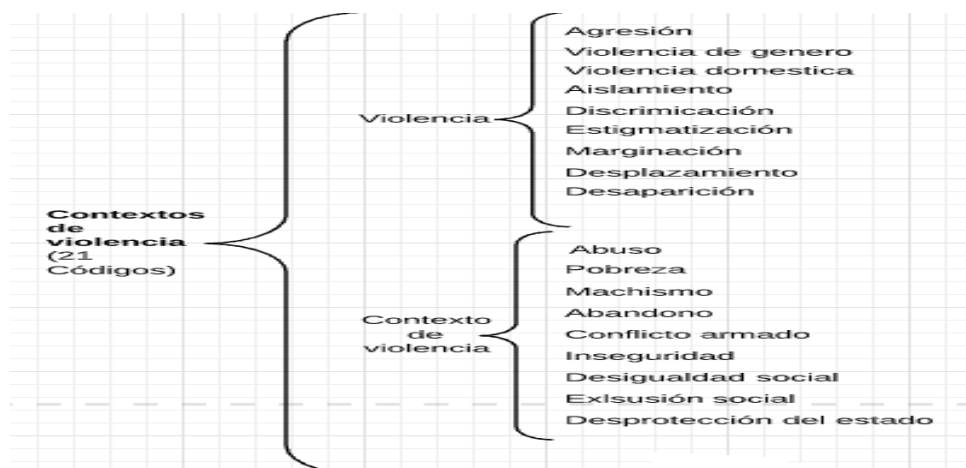 Contextos
de
violencia
(21
Códigos)
Violencia
Agresión
Violencia de genero
Violencia domestica
Aislamiento
Discrimicación
Estigmatización
Marginación
Desplazamiento
Desaparición
Contexto
de
violencia
Abuso
Pobreza
Machismo
Abandono
Conflicto armado
Inseguridad
Desigualdad social
Exlsusión social
Desprotección del estado